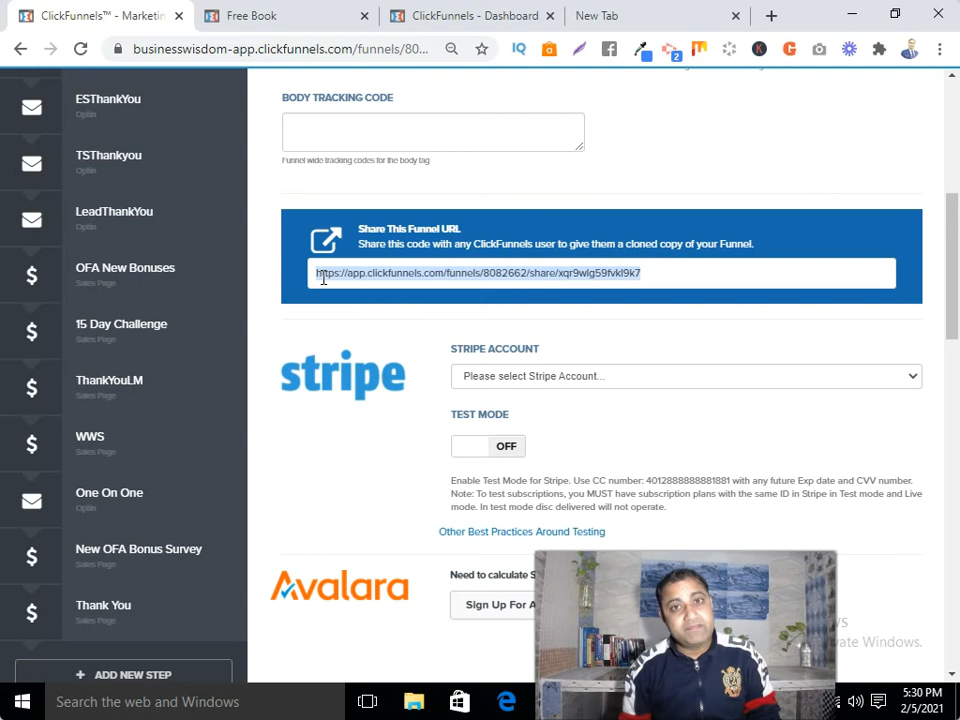 ClickFunnels™ - Marketin
Free Book
ClickFunnels - Dashboard
New Tab
businesswisdom-app.clickfunnels.com/funnels/80...
IQ
a
2
K
G
ESThankYou
Optin
TSThankyou
Optin
LeadThankYou
Optin
OFA New Bonuses
Sales Page
15 Day Challenge
Sales Page
ThankYouLM
Sales Page
WWS
Sales Page
One On One
Optin
New OFA Bonus Survey
Sales Page
Thank You
Sales Page
+ ADD NEW STEP
BODY TRACKING CODE
Funnel wide tracking codes for the body tag
Share This Funnel URL
Share this code with any ClickFunnels user to give them a cloned copy of your Funnel.
https://app.clickfunnels.com/funnels/8082662/share/xqr9wlg59fvkl9k7
stripe
STRIPE ACCOUNT
Please select Stripe Account...
TEST MODE
OFF
Enable Test Mode for Stripe. Use CC number: 4012888888881881 with any future Exp date and CVV number.
Note: To test subscriptions, you MUST have subscription plans with the same ID in Stripe in Test mode and Live
mode. In test mode disc delivered will not operate.
Other Best Practices Around Testing
Avalara
Need to calculate S
Sign Up For A
Windows.
Search the web and Windows
5:30 PM
2/5/2021